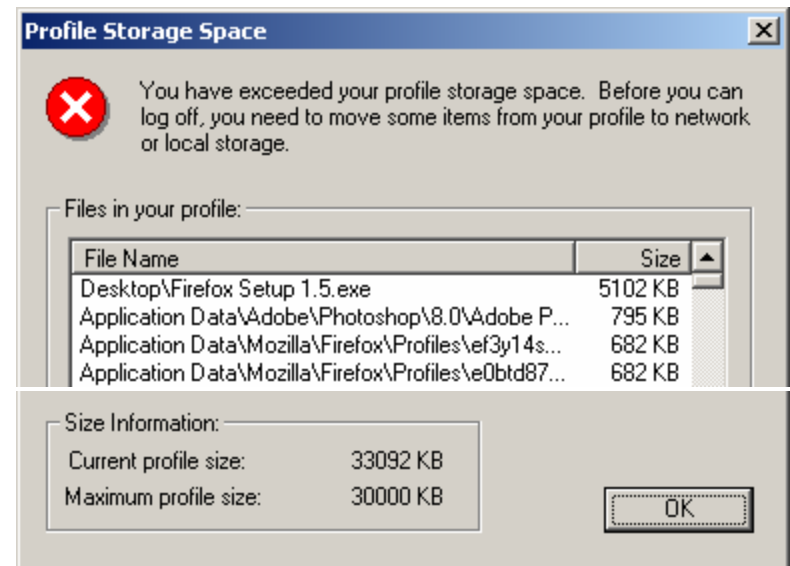 Profile Storage Space
You have exceeded your profile storage space. Before you can
log off, you need to move some items from your profile to network
or local storage.
Files in your profile:
File Name Size
Desktop\Firefox Setup 1.5.exe 5102 KB
Application Data\Adobe\Photoshop\8.0\Adobe P... 795 KB
Application Data\Mozilla\Firefox\Profiles\ef3y14s... 682 KB
Application Data\Mozilla\Firefox\Profiles\e0btd87... 682 KB
Size Information:
Current profile size: 33092 KB
Maximum profile size: 30000 KB
OK